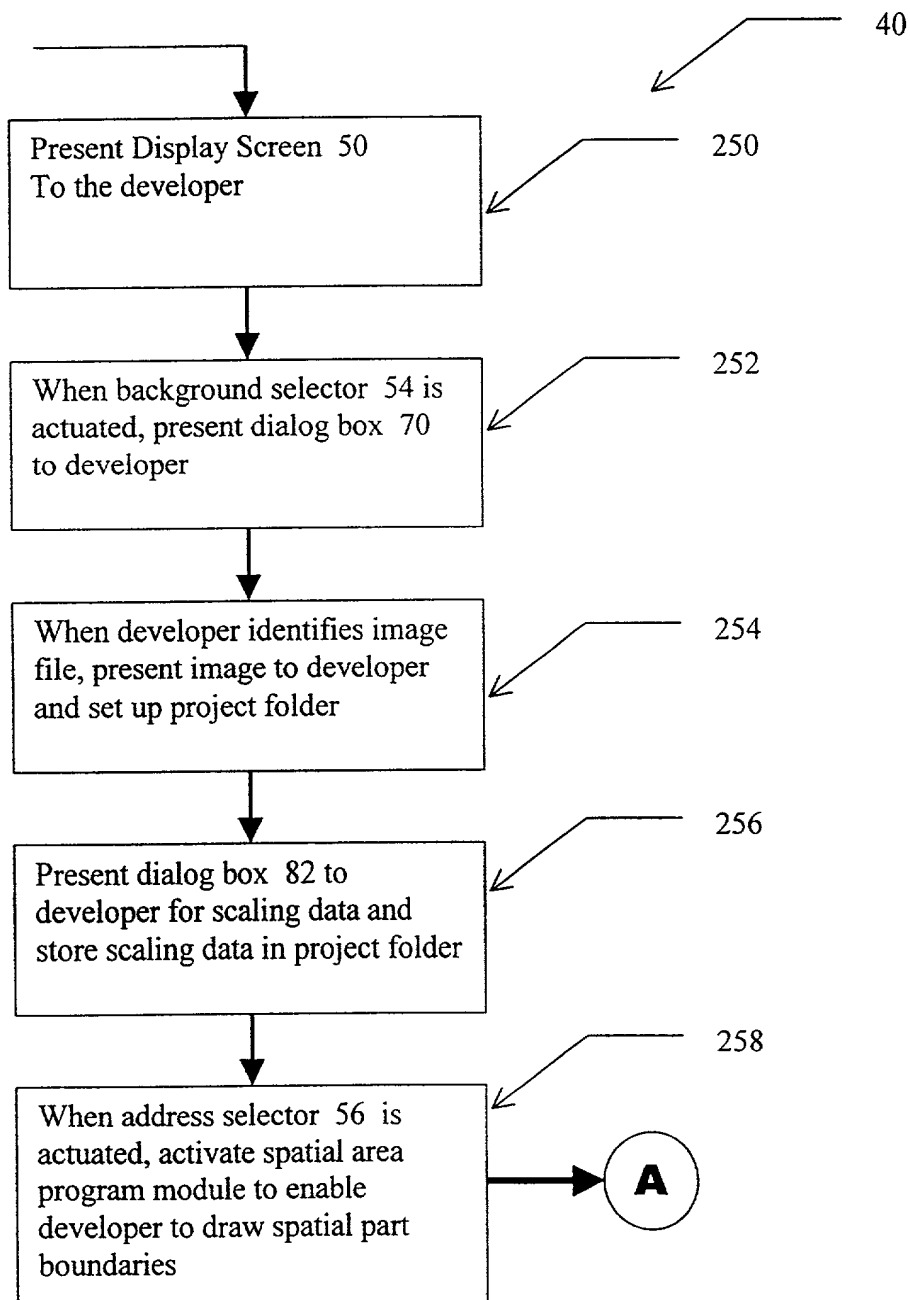 40
Present Display Screen 50
To the developer
250
When background selector 54 is
actuated, present dialog box 70
to developer
252
When developer identifies image
file, present image to developer
and set up project folder
254
Present dialog box 82 to
developer for scaling data and
store scaling data in project folder
256
When address selector 56 is
actuated, activate spatial area
program module to enable
developer to draw spatial part
boundaries
258
A